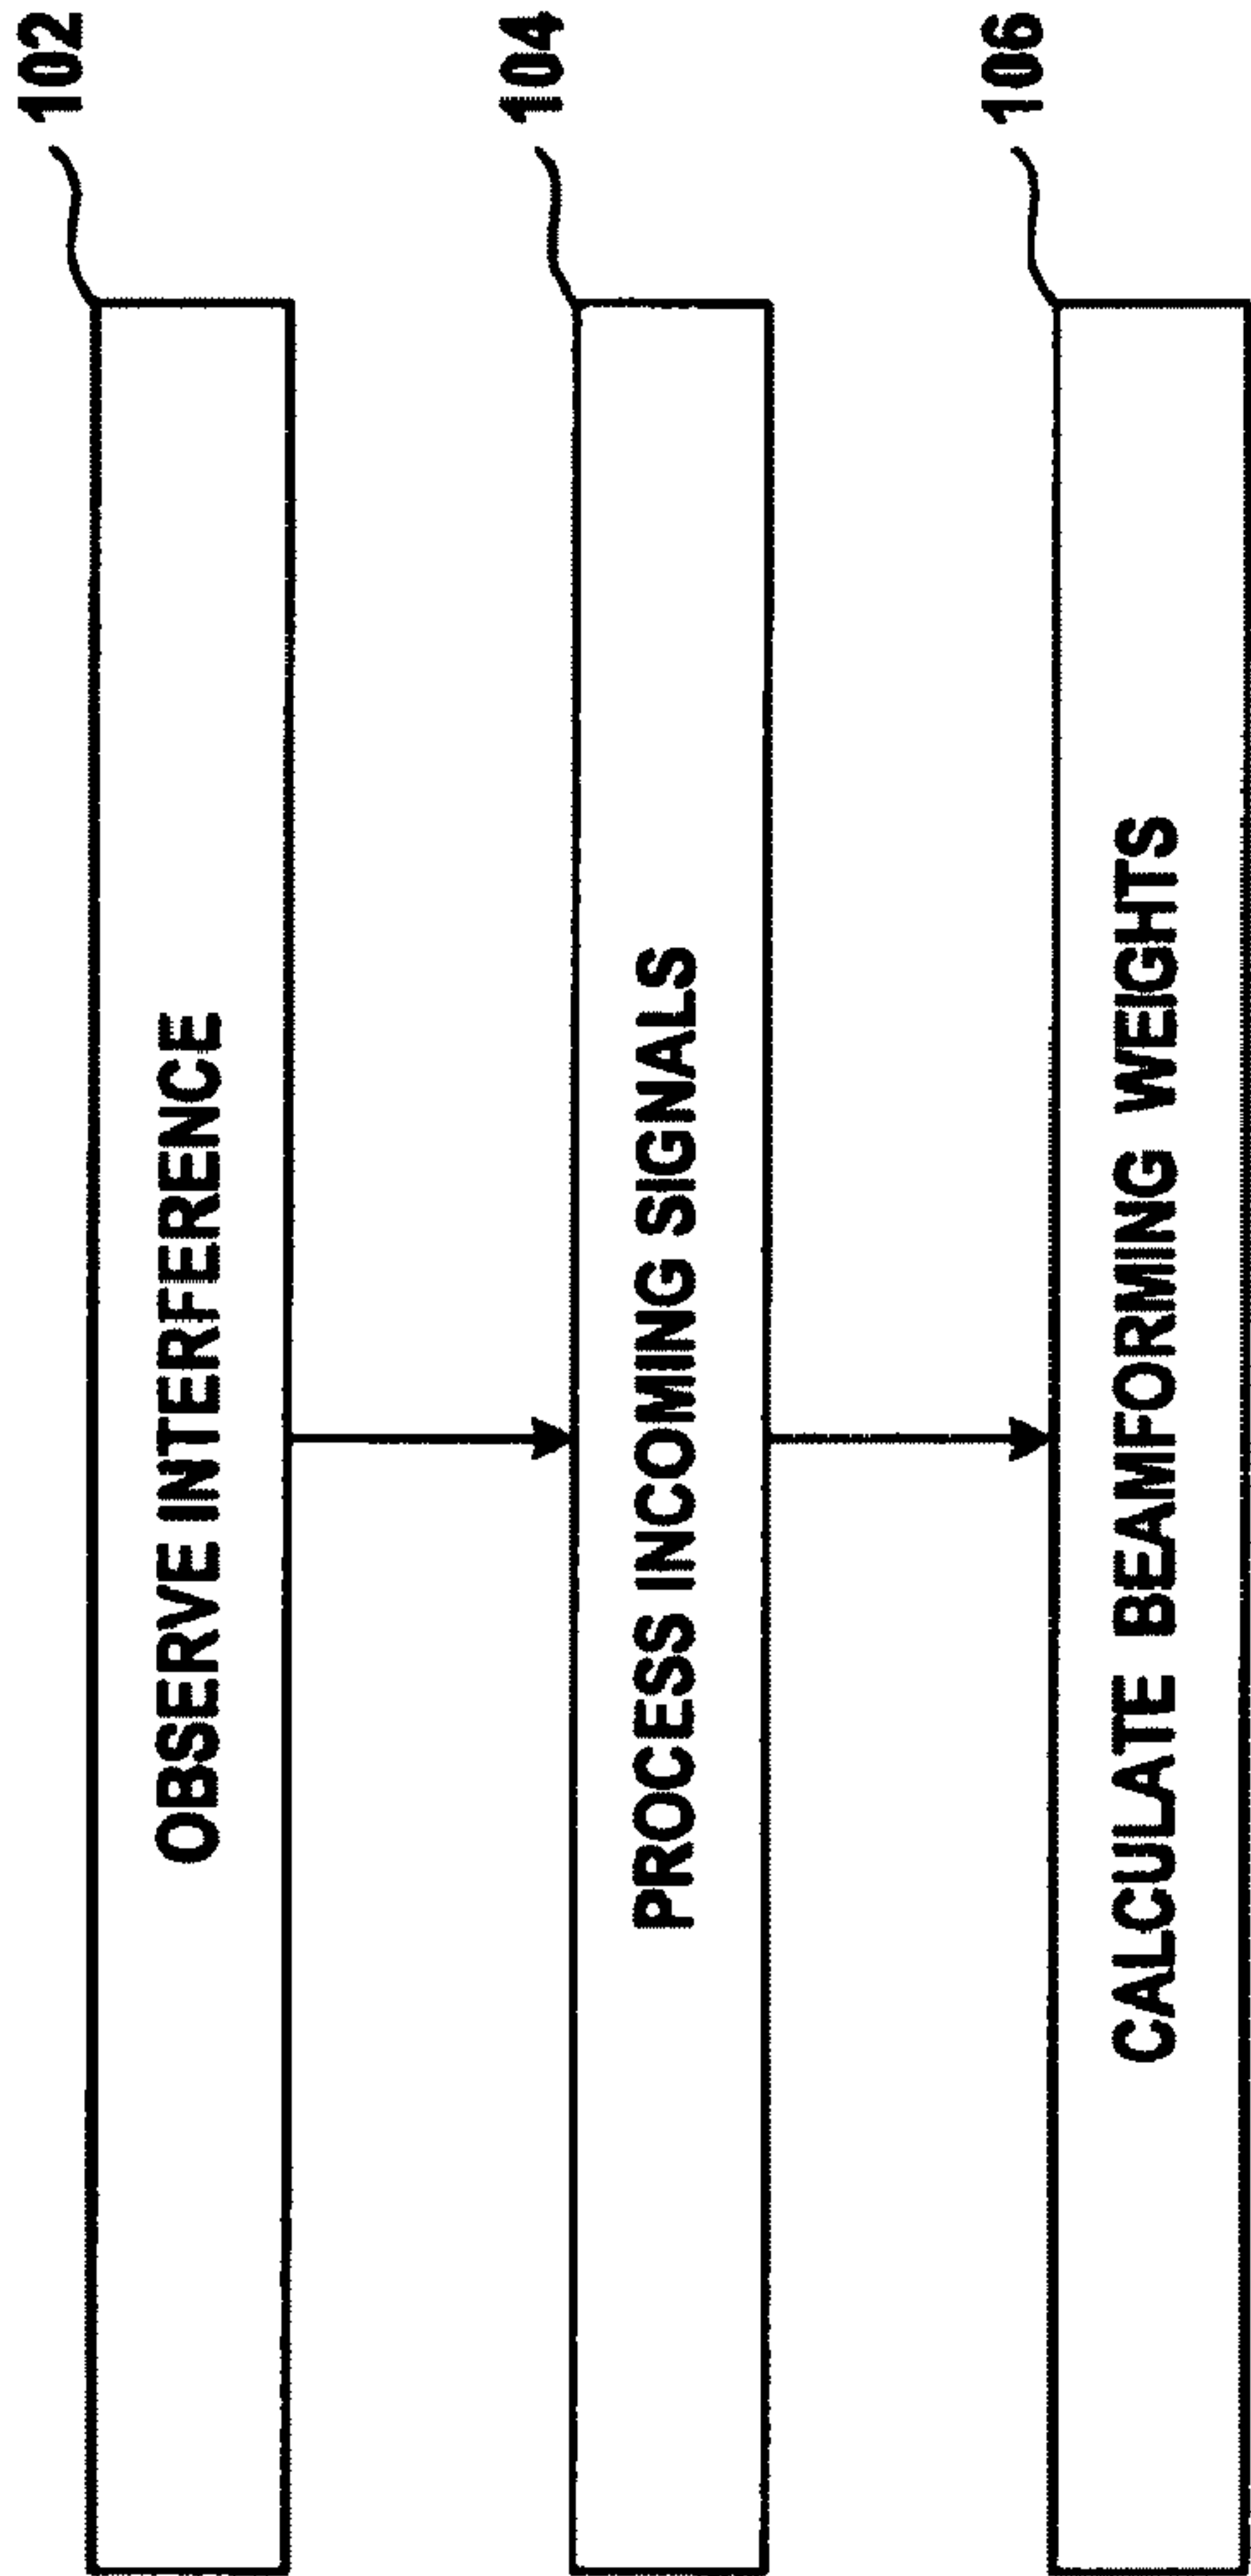 102
OBSERVE INTERFERENCE
104
PROCESS INCOMING SIGNALS
106
CALCULATE BEAMFORMING WEIGHTS